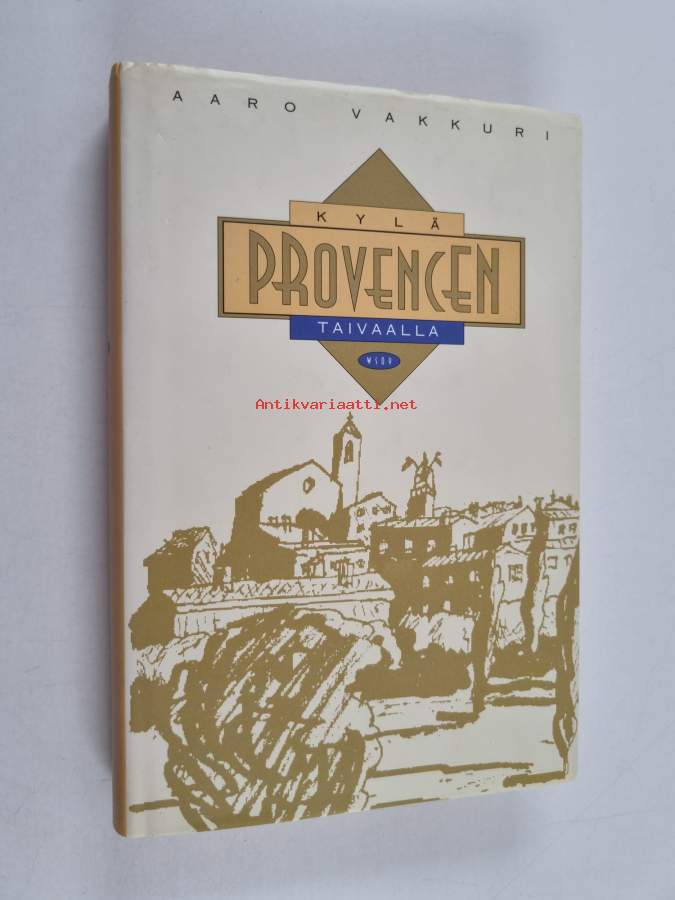 AARO VAKKURI
KYLÄ
PROVENCEN
TAIVAALLA
WSOY
Antikvariaatti.net